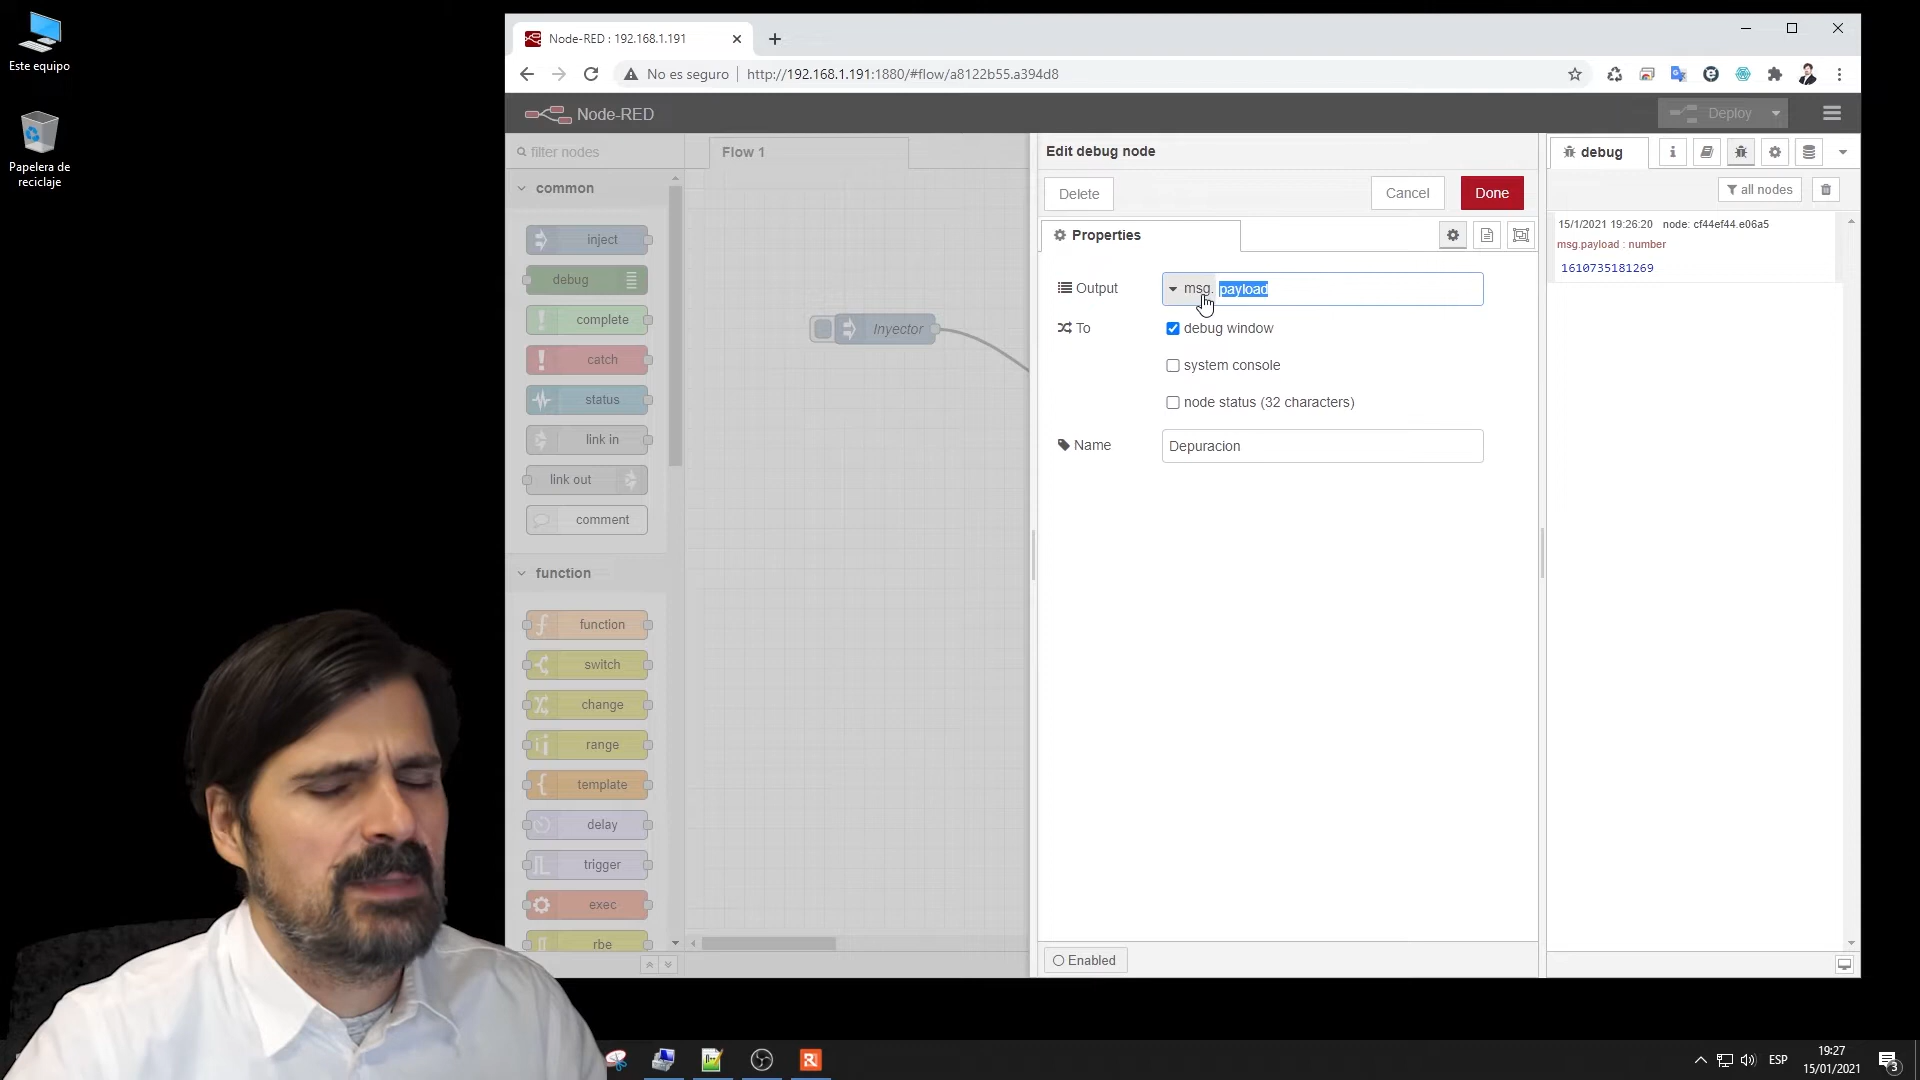 Este equipo
Papelera de
reciclaje
Node-RED : 192.168.1.191
No es seguro
http://192.168.1.191:1880/#flow/a8122b55.a394d8
Node-RED
Deploy
filter nodes
common
inject
debug
complete
catch
status
link in
link out
comment
function
function
switch
change
range
template
delay
trigger
exec
rbe
Flow 1
Inyector
Edit debug node
Delete
Cancel
Done
Properties
Output
msg. payload
To
debug window
system console
node status (32 characters)
Name
Depuracion
Enabled
debug
all nodes
15/1/2021 19:26:20 node: cf44ef44.e06a5
msg.payload : number
1610735181269
ESP
19:27
15/01/2021
3